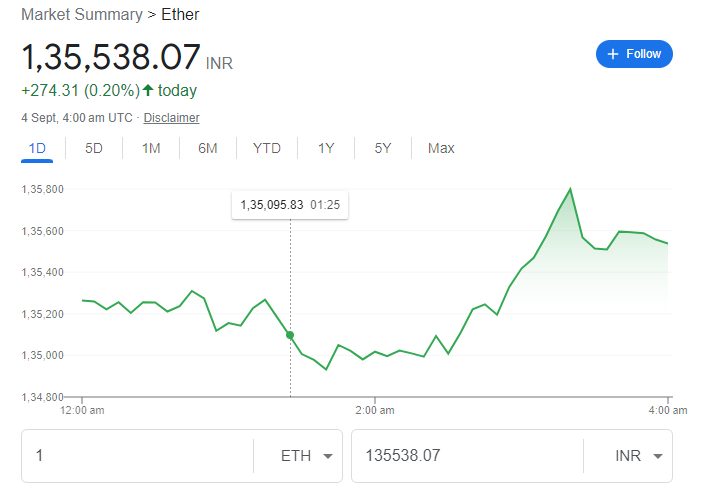 Market Summary > Ether
1,35,538.07 INR
+ Follow
+274.31 (0.20%) ↑ today
4 Sept, 4:00 am UTC · Disclaimer
1D 5D 1M 6M YTD 1Y 5Y Max
1,35,800
1,35,095.83 01:25
1,35,600
1,35,400
1,35,200
1,35,000
1,34,800
12:00 am 2:00 am 4:00 am
1 ETH 135538.07 INR